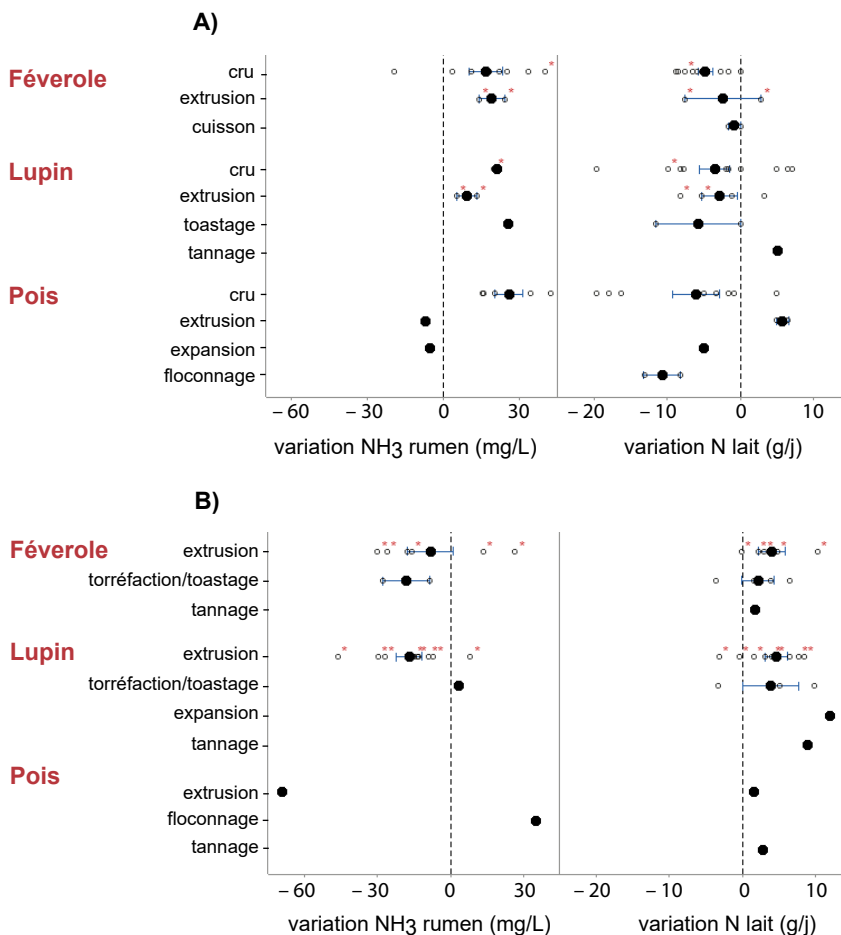 A)
Féverole
cru
extrusion
cuisson
Lupin
cru
extrusion
toastage
tannage
Pois
cru
extrusion
expansion
floconnage
– 60 – 30 0 30 – 20 – 10 0 10
variation NH3 rumen (mg/L) variation N lait (g/j)
B)
Féverole
extrusion
torréfaction/toastage
tannage
Lupin
extrusion
torréfaction/toastage
expansion
tannage
Pois
extrusion
floconnage
tannage
– 60 – 30 0 30 – 20 – 10 0 10
variation NH3 rumen (mg/L) variation N lait (g/j)